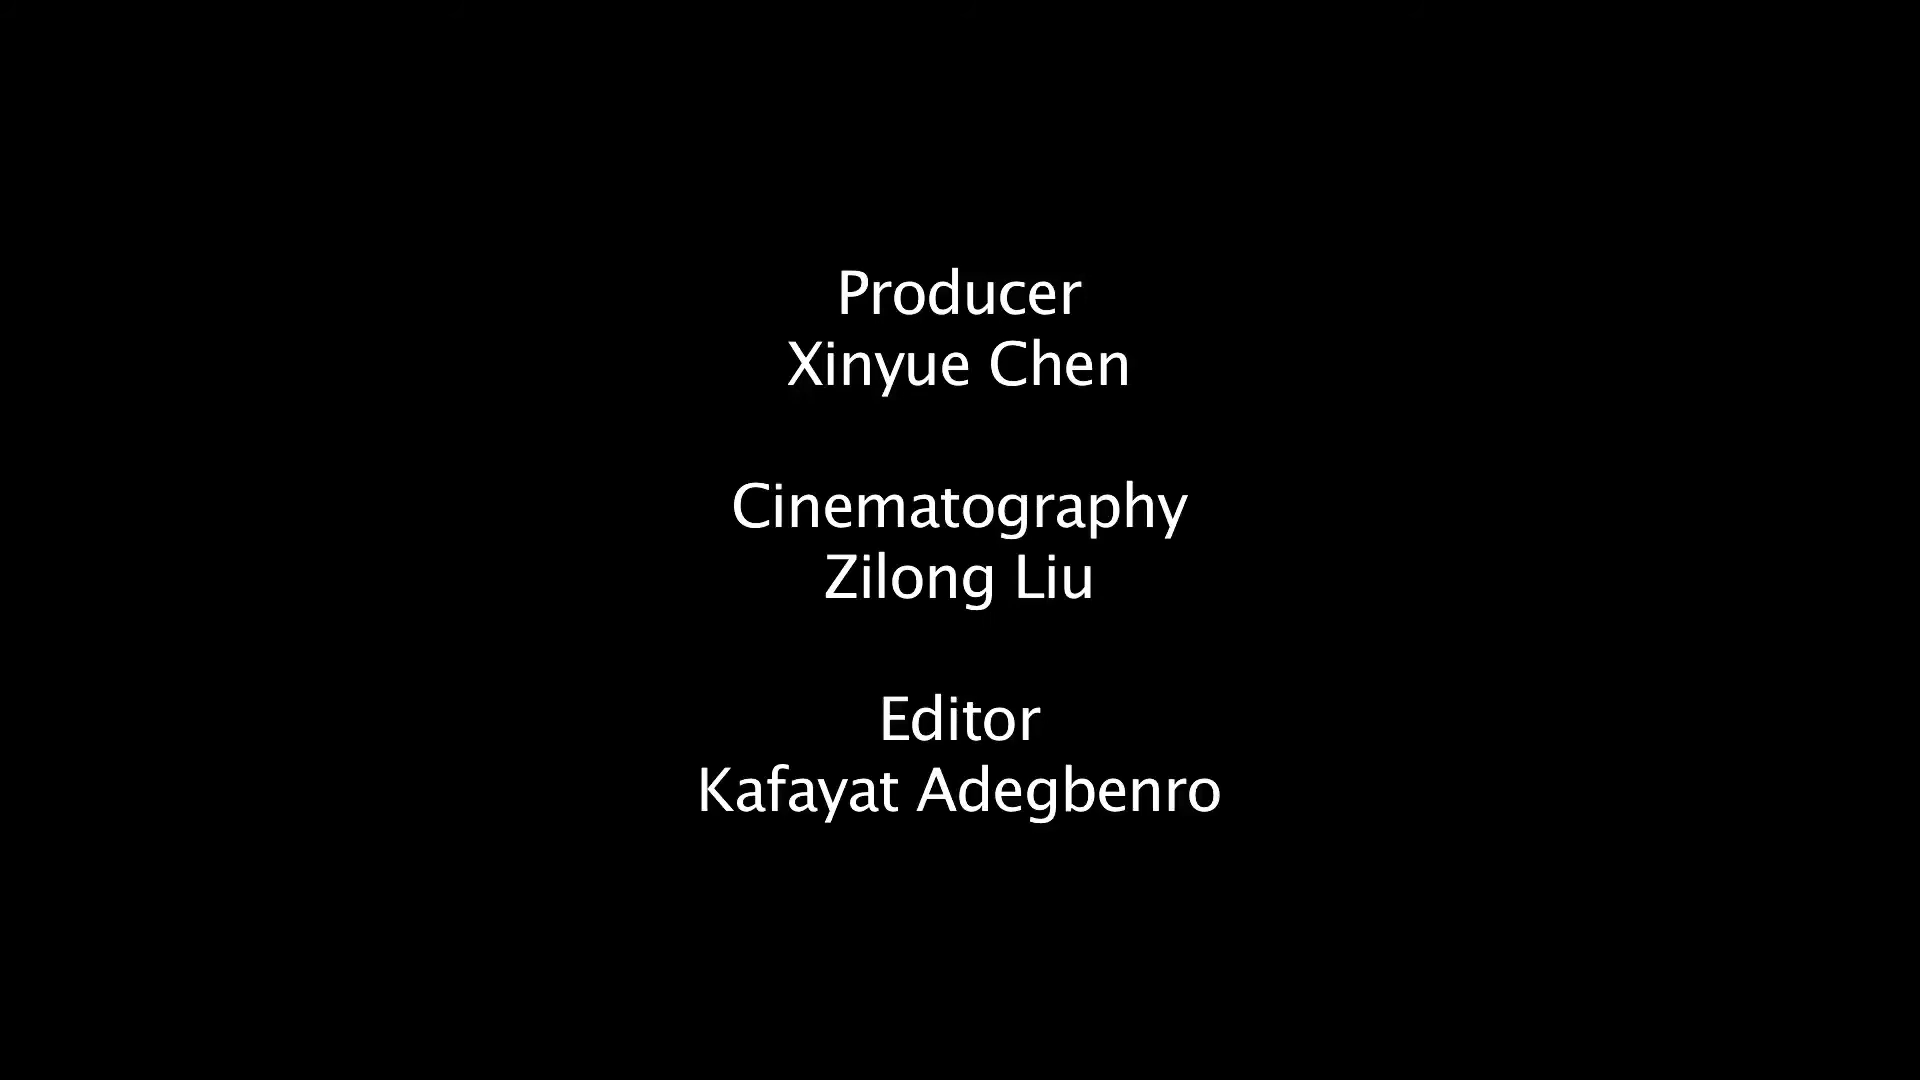 Producer
Xinyue Chen
Cinematography
Zilong Liu
Editor
Kafayat Adegbenro